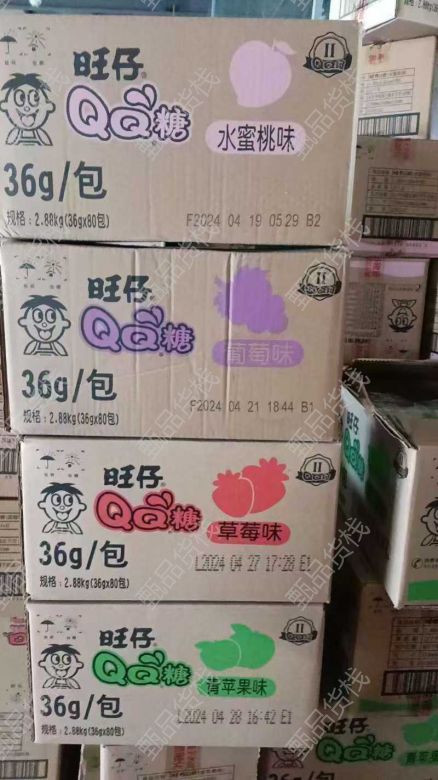 旺仔
QQ糖
II
水蜜桃味
36g/包
规格：2.88kg(36gx80包)
F2024 04 19 05 29 B2
旺仔
QQ糖
II
葡萄味
36g/包
规格：2.88kg(36gx80包)
F2024 04 21 18 44 B1
旺仔
QQ糖
II
草莓味
36g/包
规格：2.88kg(36gx80包)
L2024 04 27 17:28 E1
旺仔
QQ糖
II
青苹果味
36g/包
规格：2.88kg(36gx80包)
L2024 04 28 16:42 E1
甄品货栈